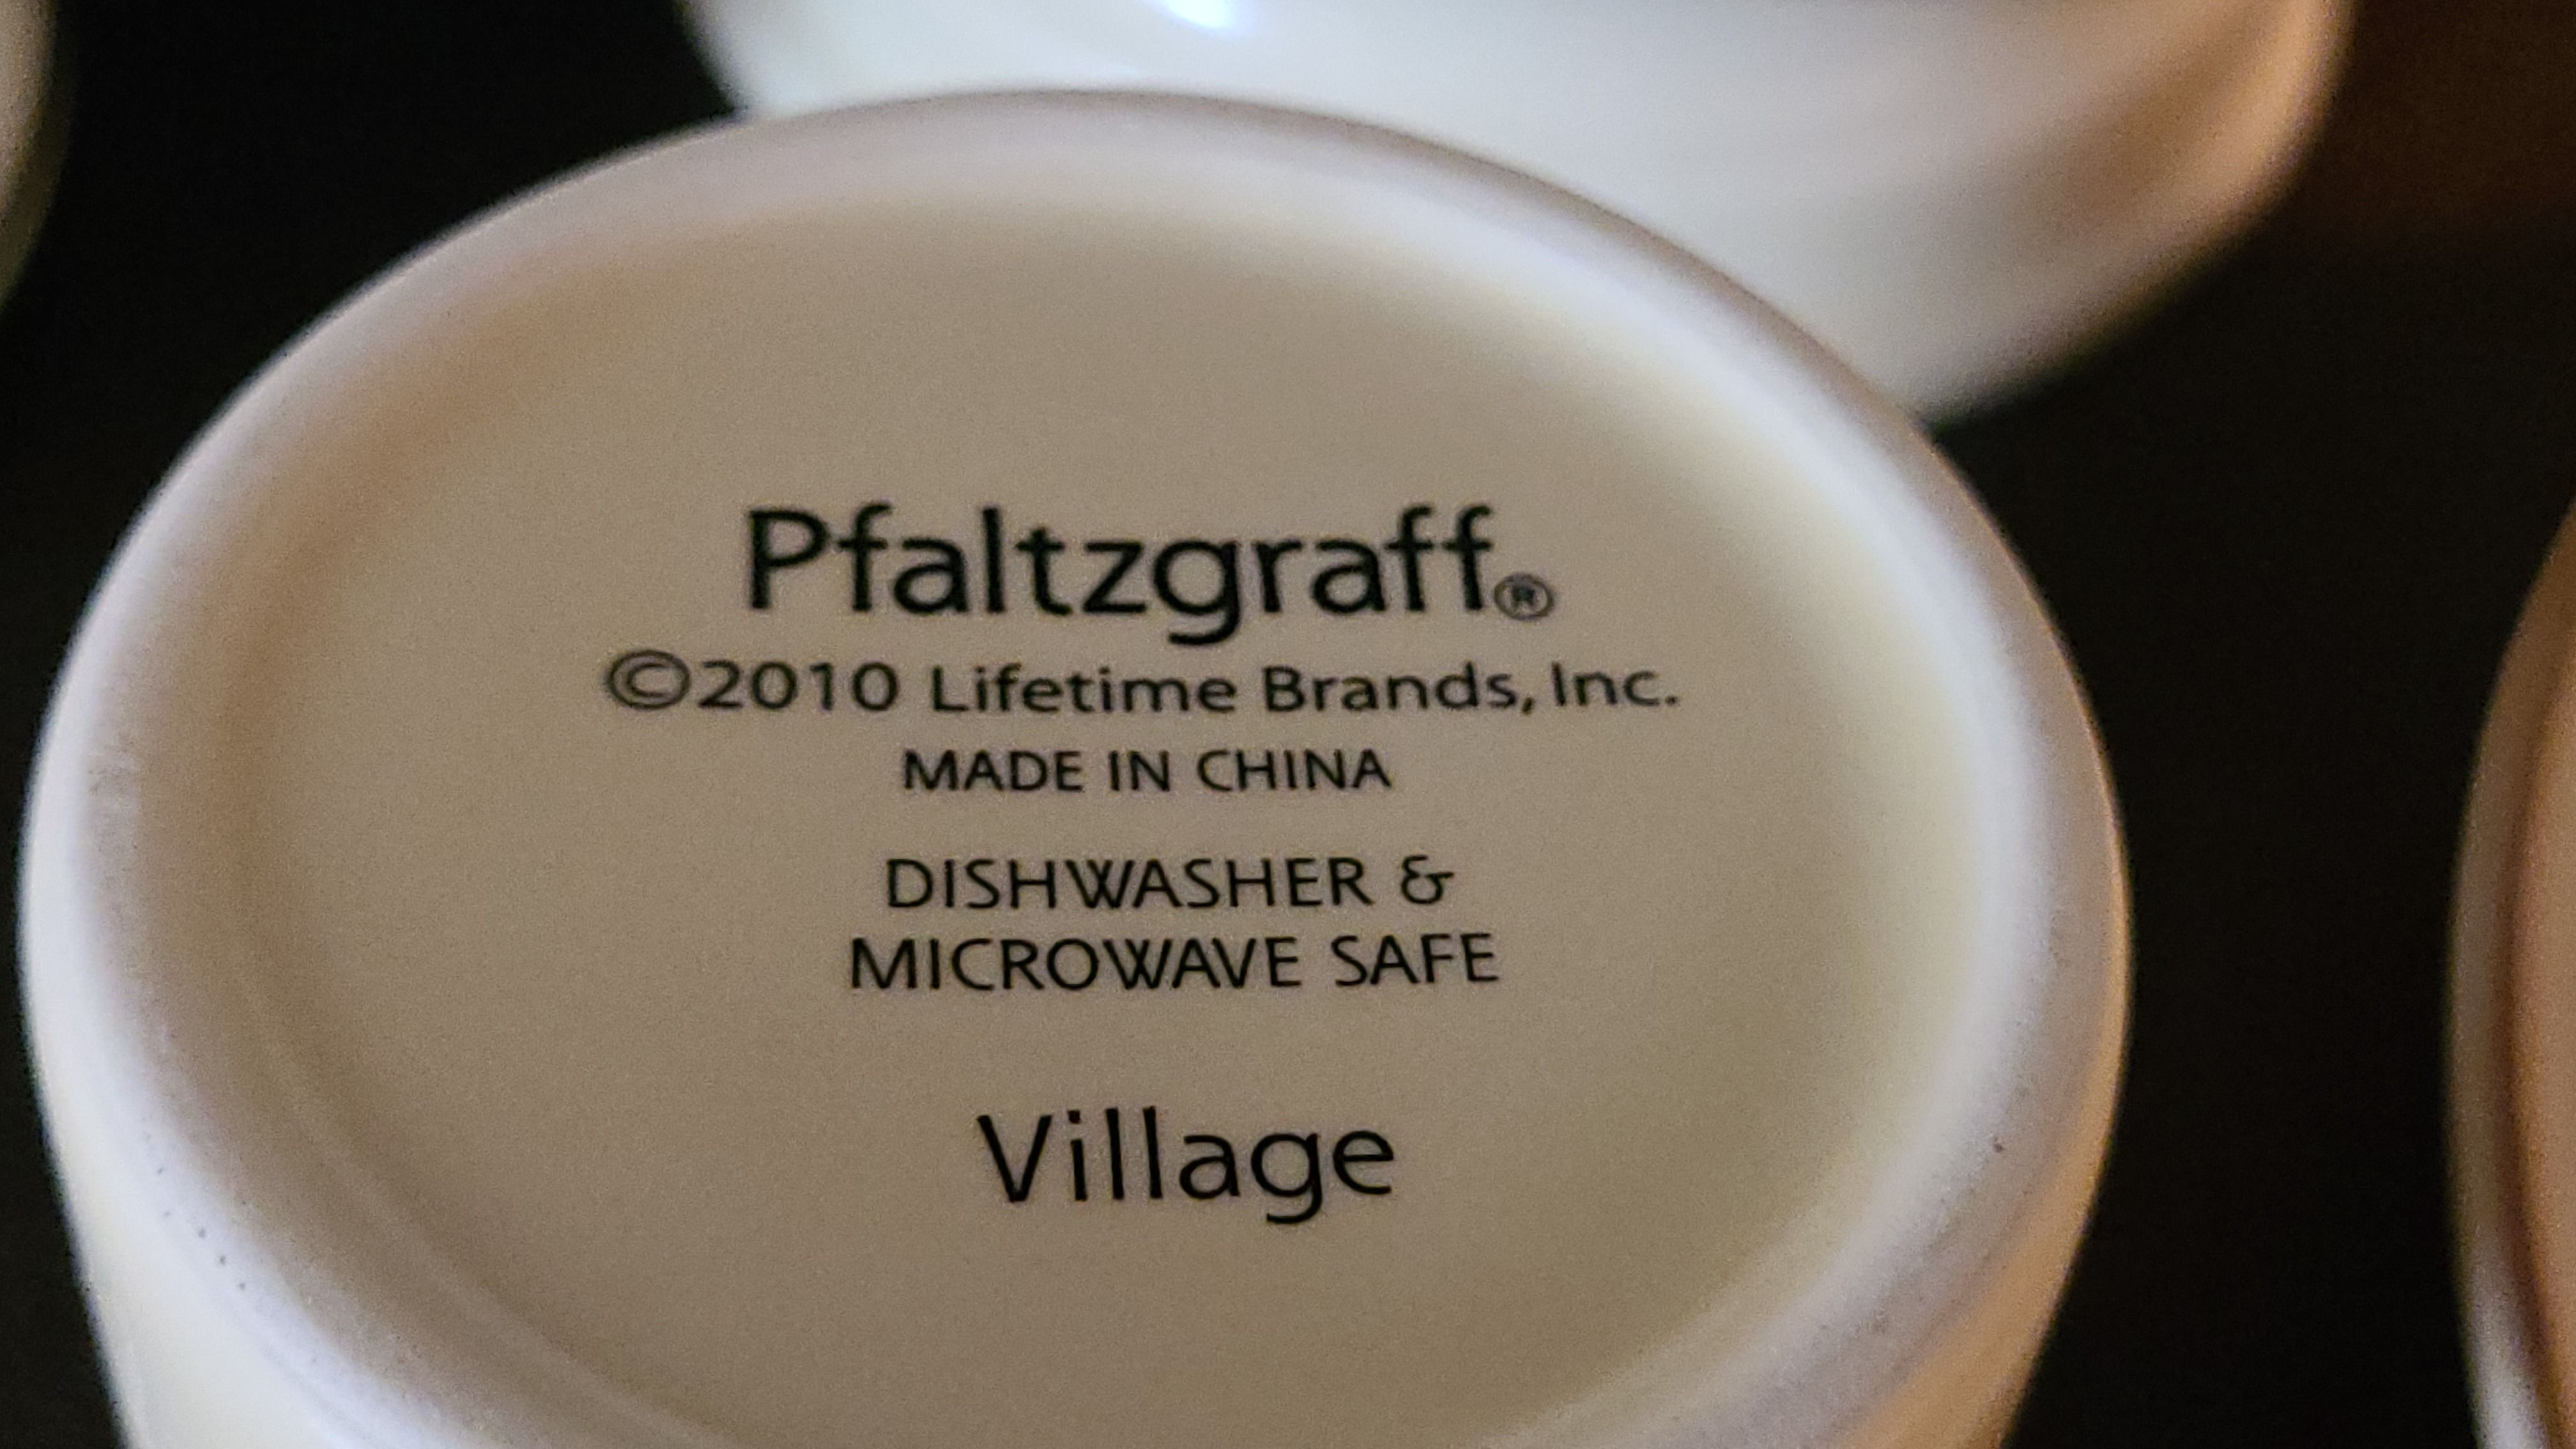 Pfaltzgraff®
©2010 Lifetime Brands, Inc.
MADE IN CHINA
DISHWASHER &
MICROWAVE SAFE
Village